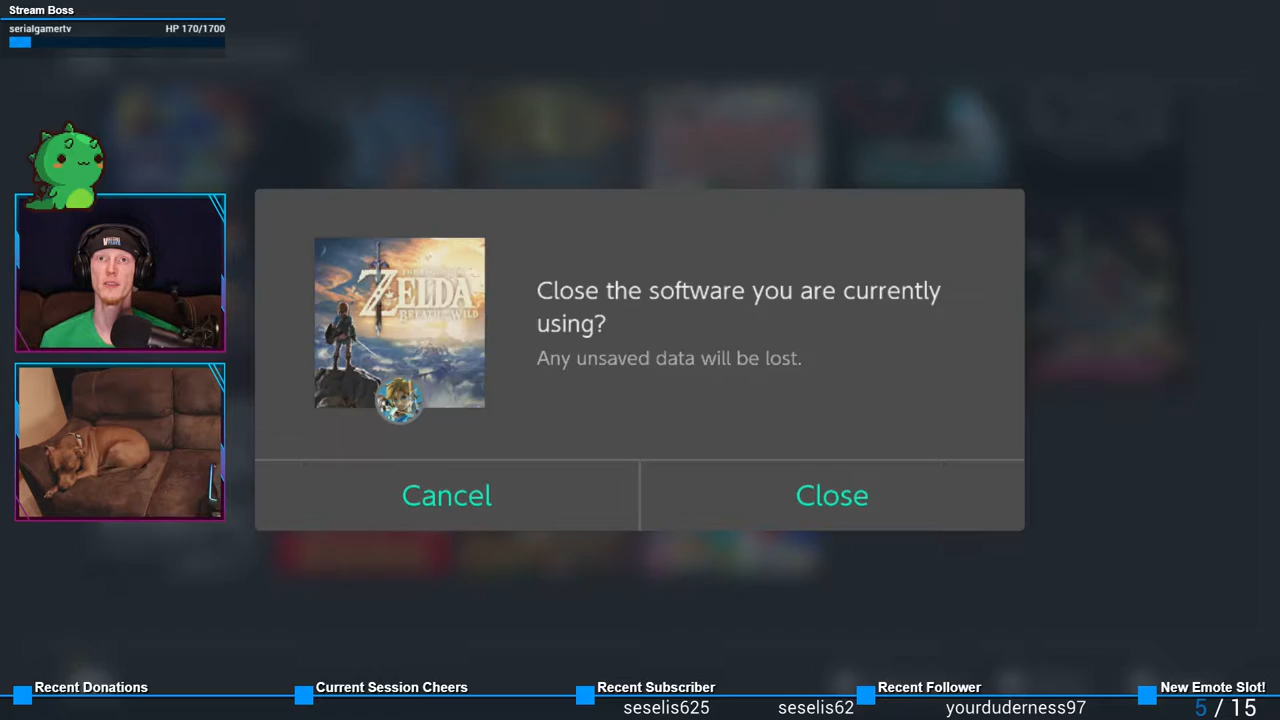 Stream Boss
serialgamertv HP 170/1700
THE LEGEND OF
ZELDA
BREATH OF THE WILD
Close the software you are currently
using?
Any unsaved data will be lost.
Cancel Close
Recent Donations Current Session Cheers Recent Subscriber Recent Follower New Emote Slot!
seselis625 seselis62 yourduderness97 5 / 15